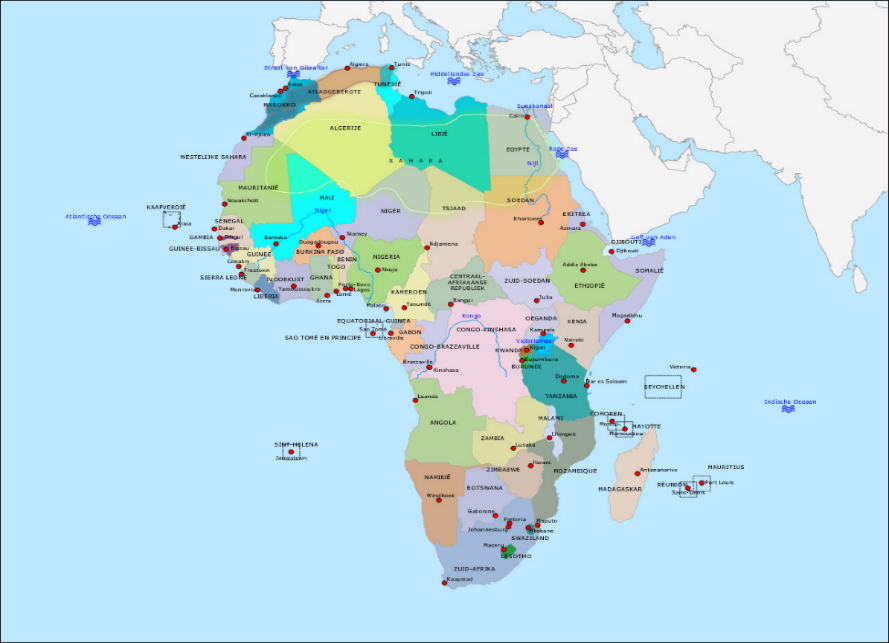 Straat van Gibraltar
Algiers
Tunis
Middellandse Zee
Rabat
Casablanca
MAROKKO
ATLASGEBERGTE
TUNESIË
Tripoli
Suezkanaal
Cairo
El-Ajoun
ALGERIJE
LIBIË
EGYPTE
Rode Zee
WESTELIJKE SAHARA
S A H A R A
Nijl
MAURITANIË
MALI
SOEDAN
Nouakchott
KAAPVERDIË
Praia
Atlantische Oceaan
Niger
NIGER
TSJAAD
ERITREA
Khartoem
Asmara
SENEGAL
Dakar
GAMBIA
Banjul
GUINEE-BISSAU
Bissau
Bamako
Niamey
Ouagadougou
BURKINA FASO
Ndjamena
DJIBOUTI
Golf van Aden
Djibouti
GUINEE
Conakry
Freetown
SIERRA LEONE
BENIN
TOGO
GHANA
IVOORKUST
NIGERIA
Abuja
Addis Abeba
ETHIOPIË
SOMALIË
Monrovia
LIBERIA
Yamoussoukro
Accra
Lomé
Porto-Novo
Lagos
CENTRAAL-
AFRIKAANSE
REPUBLIEK
ZUID-SOEDAN
KAMEROEN
Malabo
Yaoundé
Bangui
Juba
EQUATORIAAL-GUINEA
Kongo
OEGANDA
KENIA
Mogadishu
Sao Tomé
SAO TOMÉ EN PRINCIPE
GABON
Libreville
CONGO-KINSHASA
CONGO-BRAZZAVILLE
Kampala
Victoriameer
Nairobi
RWANDA
Kigali
Bujumbura
BURUNDI
Brazzaville
Kinshasa
Dodoma
Dar es Salaam
TANZANIA
Victoria
SEYCHELLEN
Luanda
Indische Oceaan
ANGOLA
MALAWI
COMOREN
Moroni
MAYOTTE
Mamoudzou
ZAMBIA
Lusaka
Lilongwe
SINT-HELENA
Jamestown
Harare
ZIMBABWE
MOZAMBIQUE
Antananarivo
MADAGASKAR
MAURITIUS
Port Louis
RÉUNION
Saint-Denis
NAMIBIË
Windhoek
BOTSWANA
Gaborone
Pretoria
Johannesburg
Maputo
Mbabane
SWAZILAND
Maseru
LESOTHO
ZUID-AFRIKA
Kaapstad